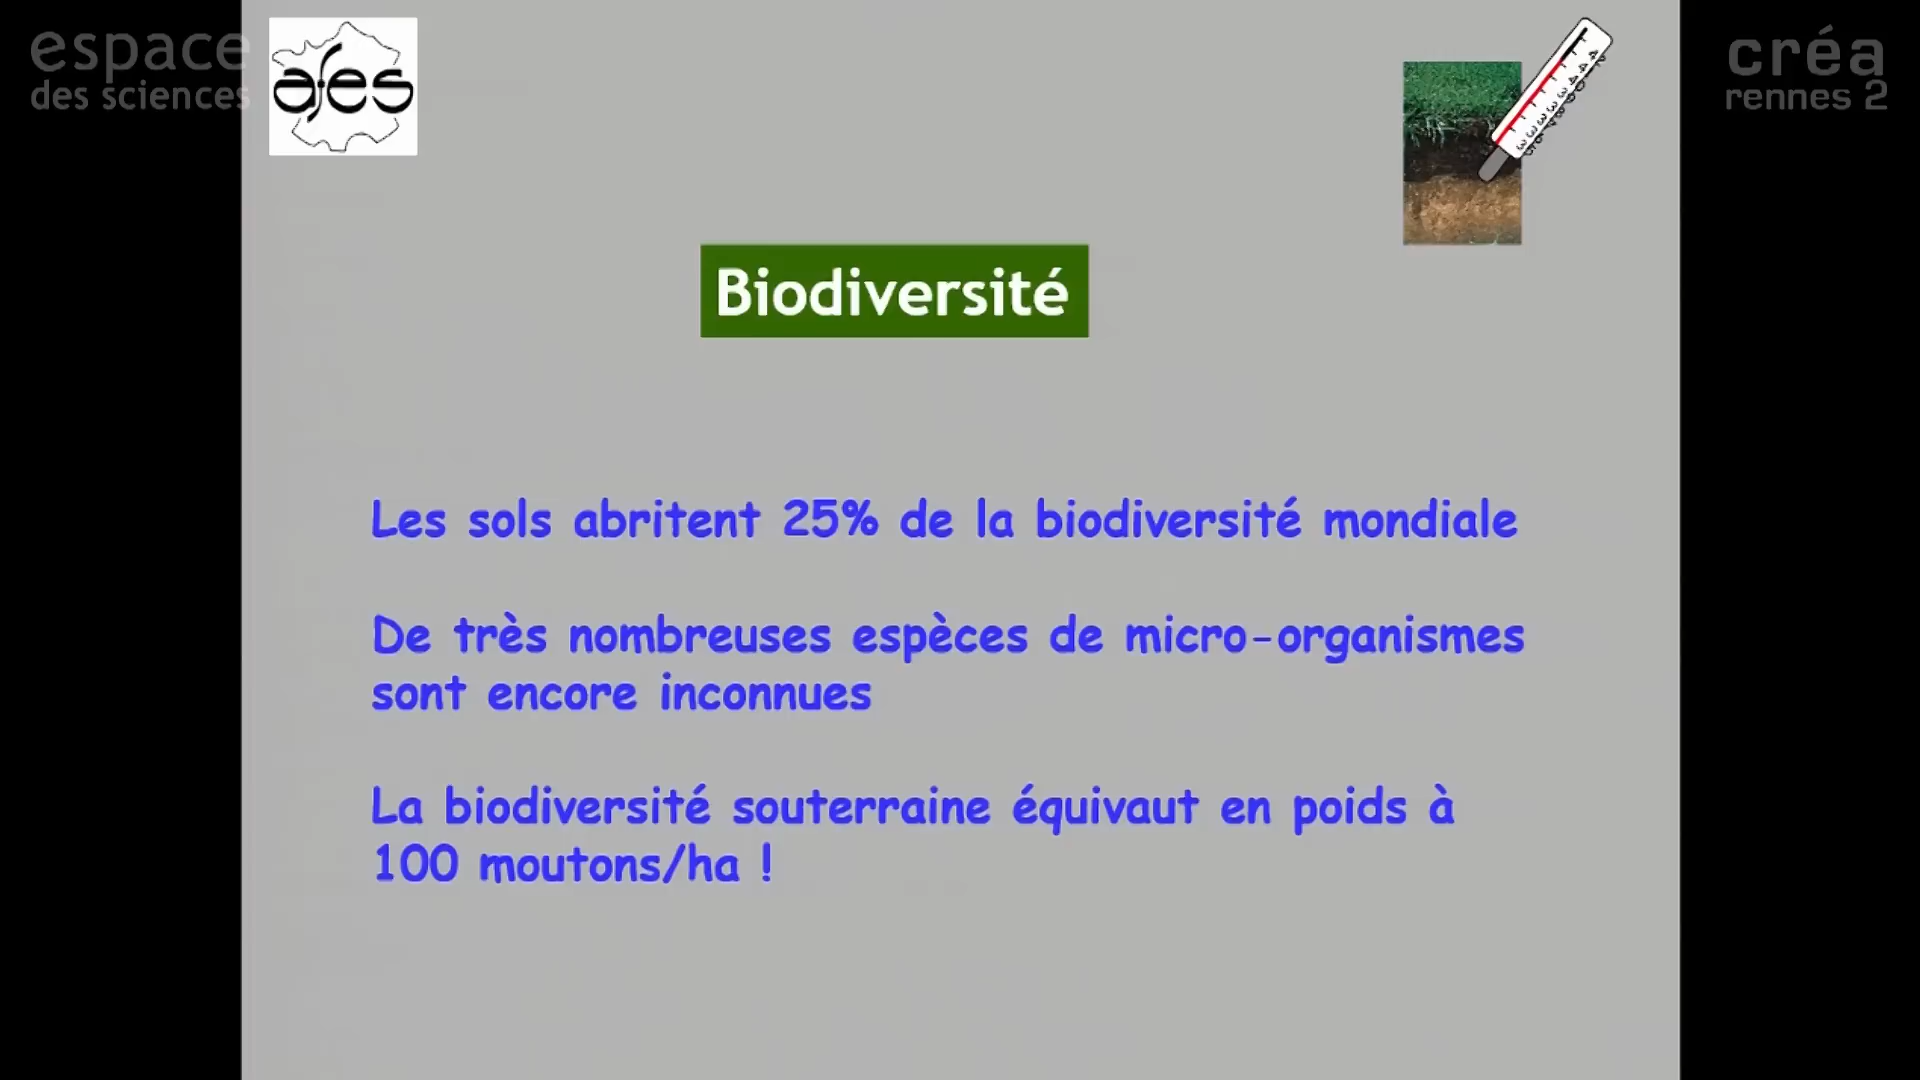 espace
des sciences
afes
créa
rennes 2
Biodiversité
Les sols abritent 25% de la biodiversité mondiale
De très nombreuses espèces de micro-organismes
sont encore inconnues
La biodiversité souterraine équivaut en poids à
100 moutons/ha !